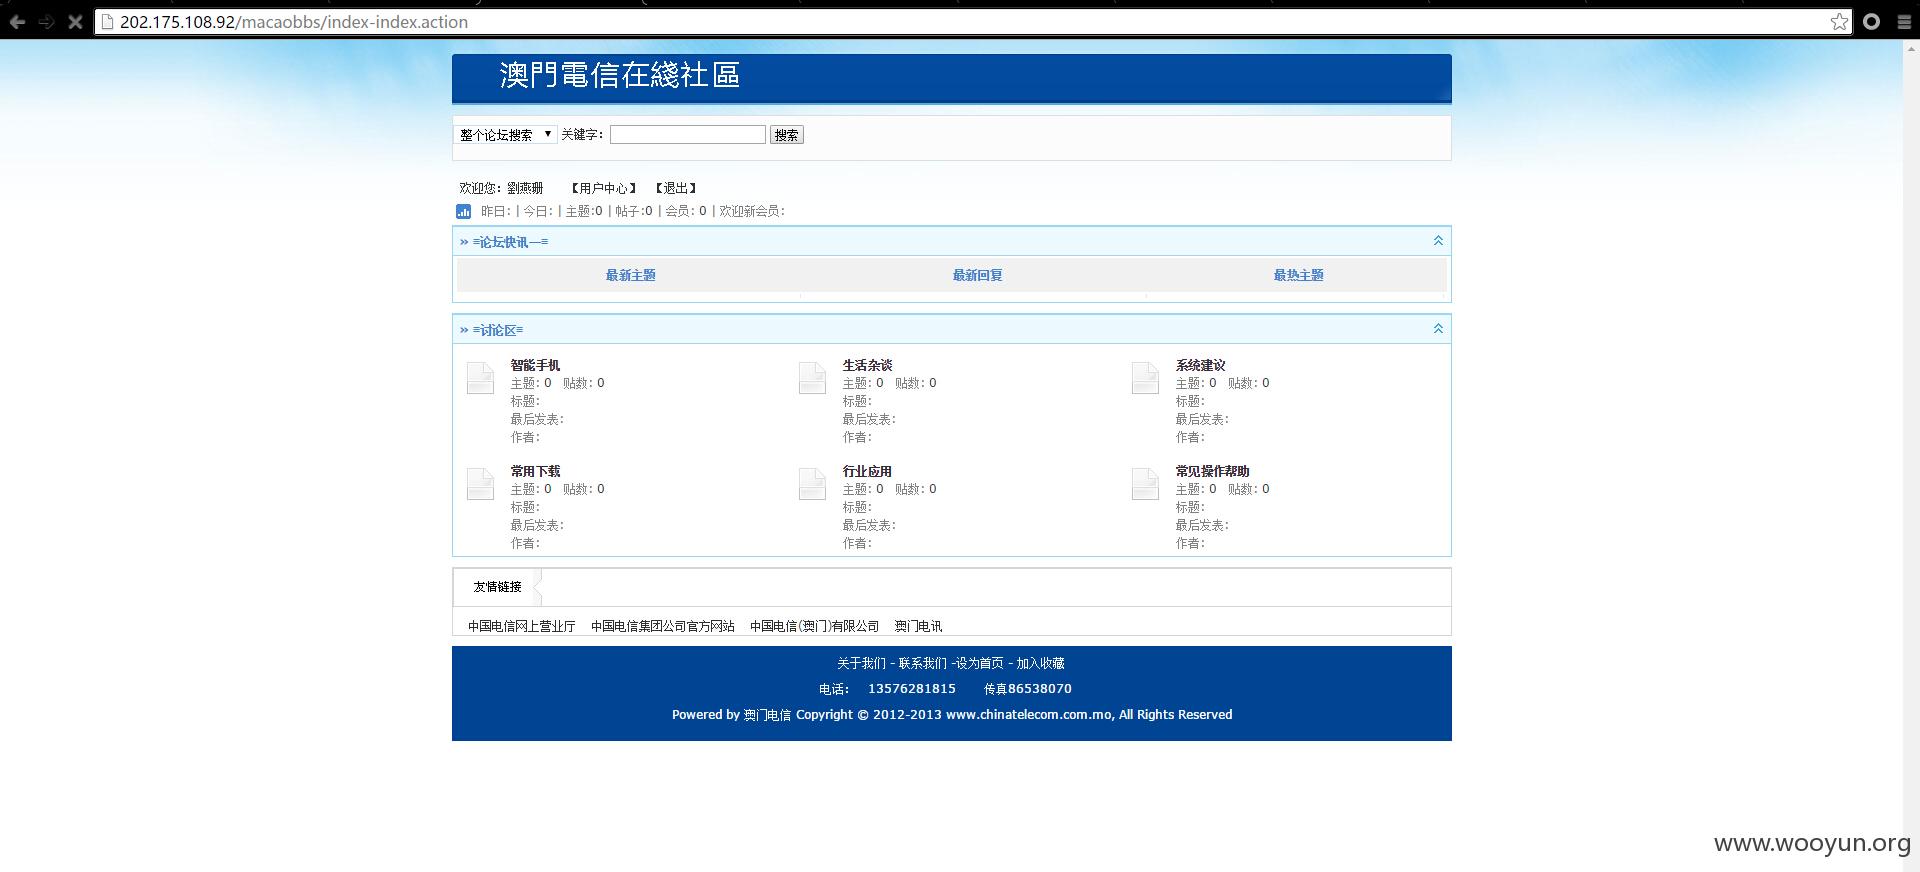 202.175.108.92/macaobbs/index-index.action
澳門電信在綫社區
整个论坛搜索 ▼ 关键字: 搜索
欢迎您: 劉燕珊 【用户中心】 【退出】
昨日: | 今日: | 主题:0 | 帖子:0 | 会员: 0 | 欢迎新会员:
» ≡论坛快讯—≡
最新主题 最新回复 最热主题
» ≡讨论区≡
智能手机 生活杂谈 系统建议
主题: 0 贴数: 0 主题: 0 贴数: 0 主题: 0 贴数: 0
标题: 标题: 标题:
最后发表: 最后发表: 最后发表:
作者: 作者: 作者:
常用下载 行业应用 常见操作帮助
主题: 0 贴数: 0 主题: 0 贴数: 0 主题: 0 贴数: 0
标题: 标题: 标题:
最后发表: 最后发表: 最后发表:
作者: 作者: 作者:
友情链接
中国电信网上营业厅 中国电信集团公司官方网站 中国电信(澳门)有限公司 澳门电讯
关于我们 - 联系我们 -设为首页 - 加入收藏
电话: 13576281815 传真86538070
Powered by 澳门电信 Copyright © 2012-2013 www.chinatelecom.com.mo, All Rights Reserved
www.wooyun.org